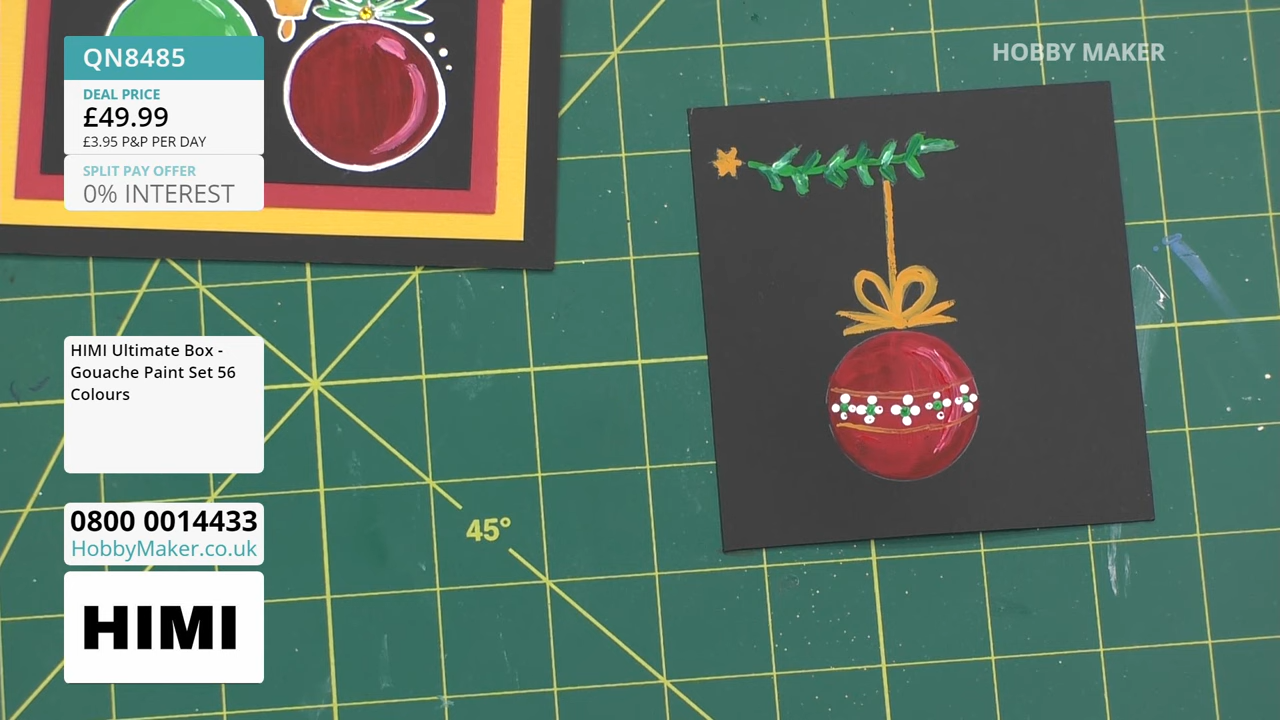 QN8485
DEAL PRICE
£49.99
£3.95 P&P PER DAY
SPLIT PAY OFFER
0% INTEREST
HIMI Ultimate Box -
Gouache Paint Set 56
Colours
0800 0014433
HobbyMaker.co.uk
HIMI
HOBBY MAKER
45°